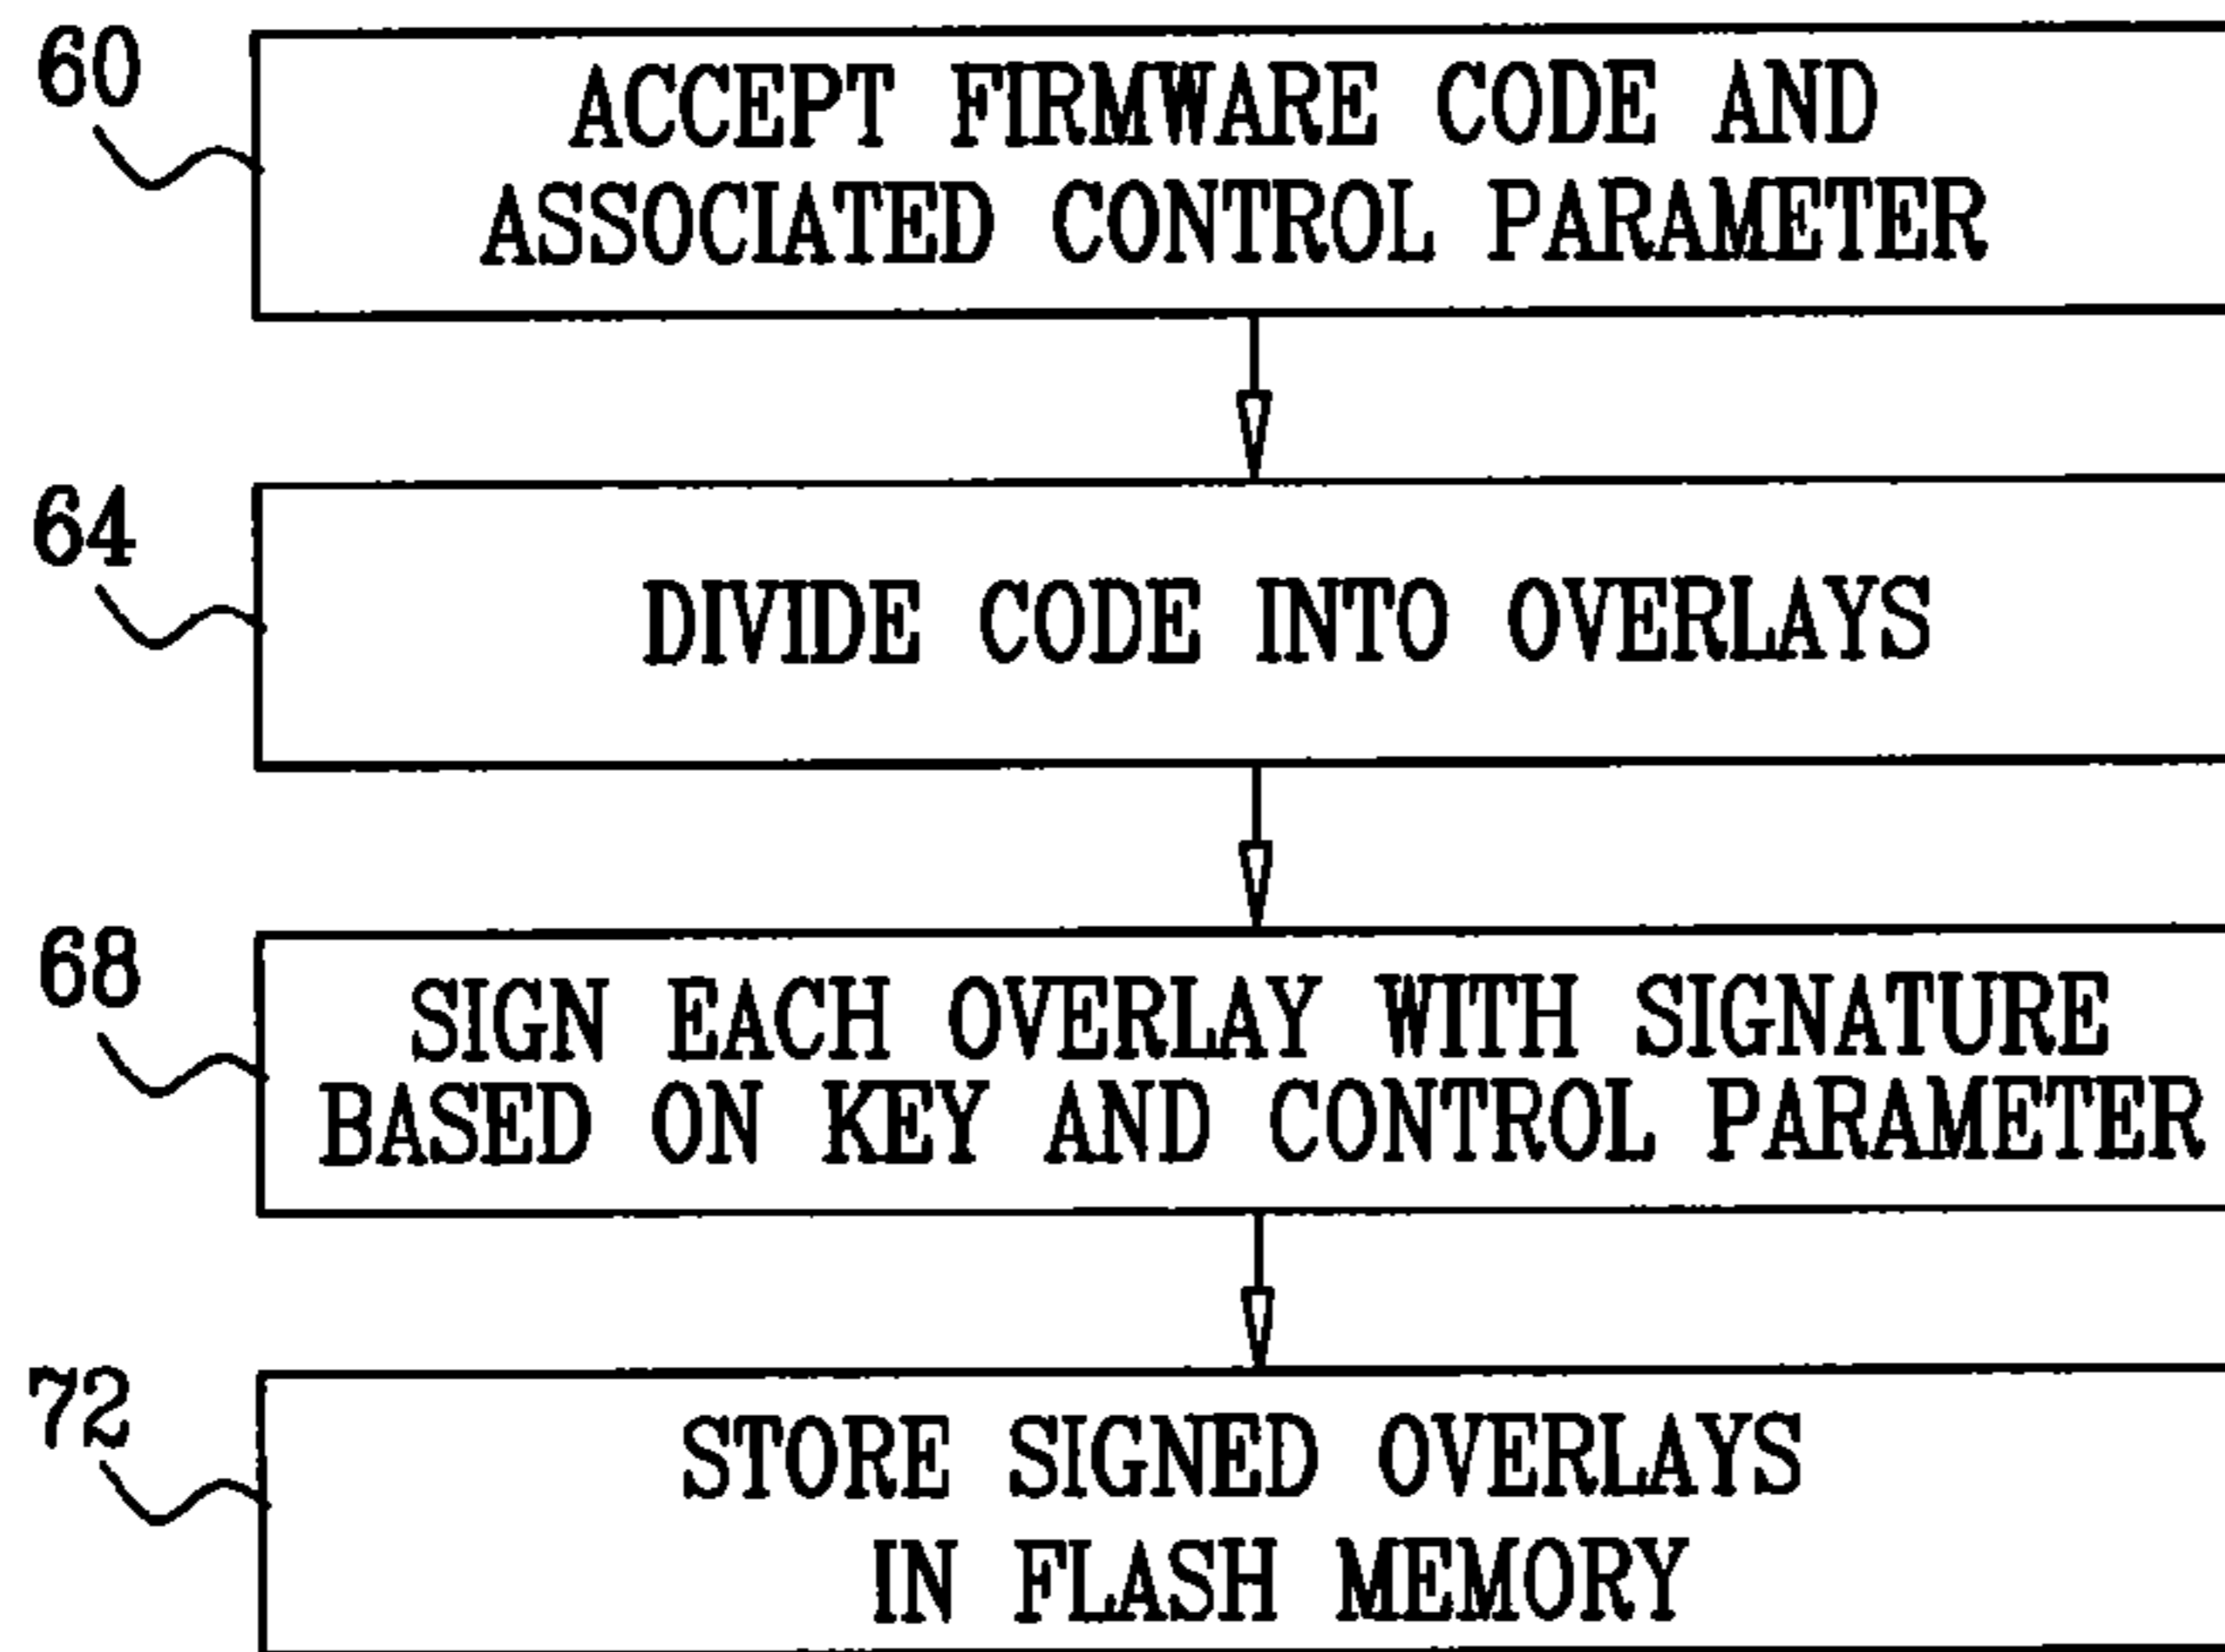 60
ACCEPT FIRMWARE CODE AND
ASSOCIATED CONTROL PARAMETER
64
DIVIDE CODE INTO OVERLAYS
68
SIGN EACH OVERLAY WITH SIGNATURE
BASED ON KEY AND CONTROL PARAMETER
72
STORE SIGNED OVERLAYS
IN FLASH MEMORY